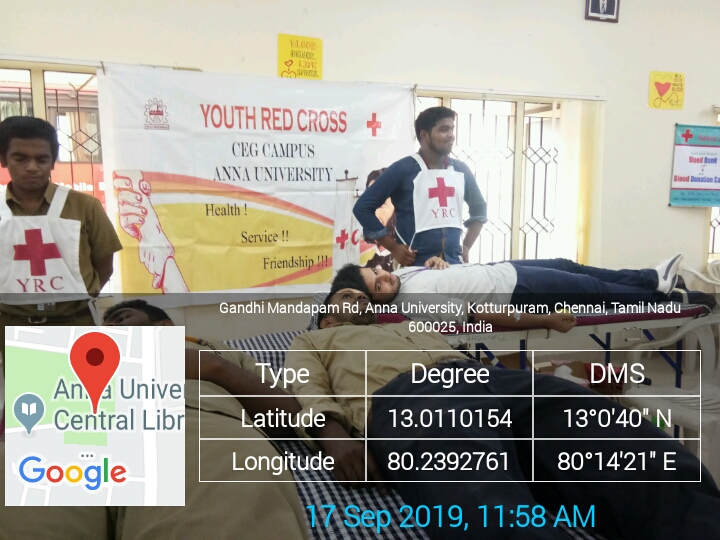 YOUTH RED CROSS
CEG CAMPUS
ANNA UNIVERSITY
Health !
Service !!
Friendship !!!
YRC
YRC
Blood Bank
Blood Donation Ca
Gandhi Mandapam Rd, Anna University, Kotturpuram, Chennai, Tamil Nadu
600025, India
Type Degree DMS
Latitude 13.0110154 13°0'40" N
Longitude 80.2392761 80°14'21" E
Anna Univer
Central Libr
Google
17 Sep 2019, 11:58 AM